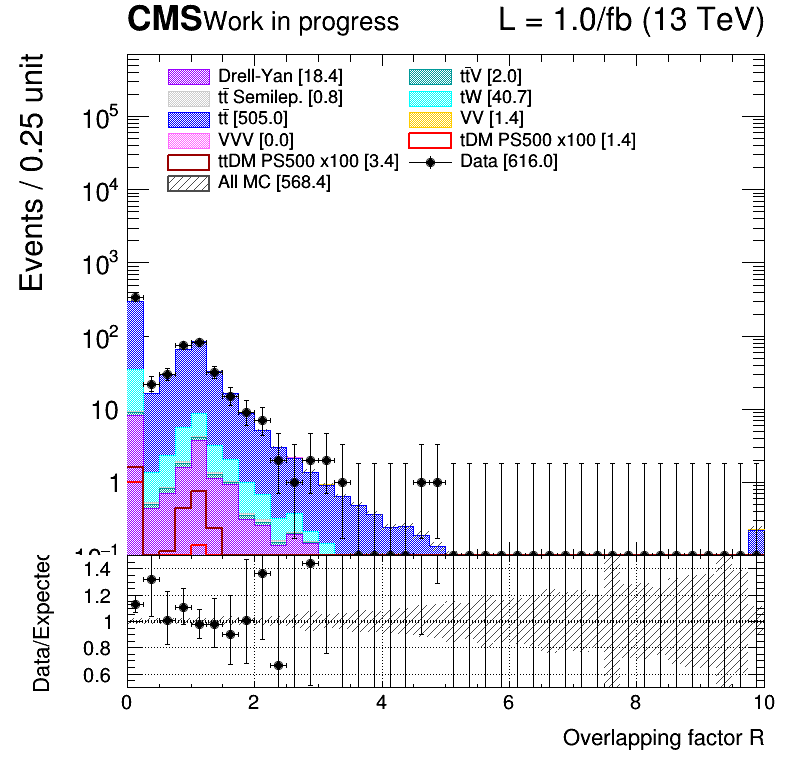 CMS Work in progress L = 1.0/fb (13 TeV)
Events / 0.25 unit
Drell-Yan [18.4]
tt̄ Semilep. [0.8]
tt̄ [505.0]
VVV [0.0]
ttDM PS500 x100 [3.4]
All MC [568.4]
tt̄V [2.0]
tW [40.7]
VV [1.4]
tDM PS500 x100 [1.4]
Data [616.0]
10⁵
10⁴
10³
10²
10
1
10⁻¹
Data/Expected
1.4
1.2
1
0.8
0.6
0 2 4 6 8 10
Overlapping factor R